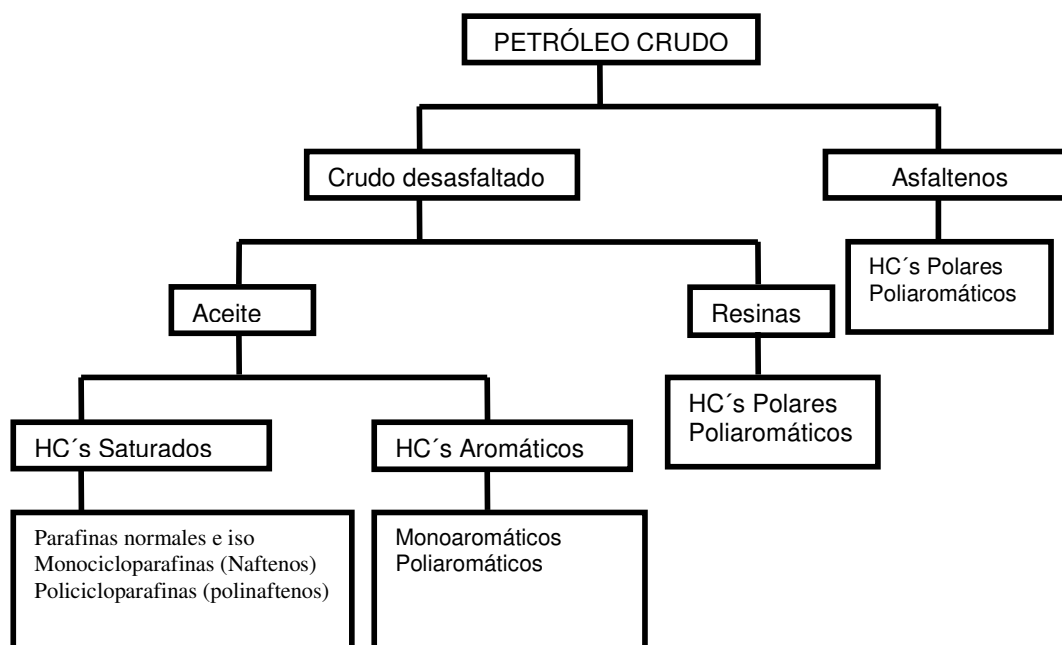 PETRÓLEO CRUDO
Crudo desasfaltado
Asfaltenos
HC´s Polares
Poliaromáticos
Aceite
Resinas
HC´s Polares
Poliaromáticos
HC´s Saturados
HC´s Aromáticos
Parafinas normales e iso
Monocicloparafinas (Naftenos)
Policicloparafinas (polinaftenos)
Monoaromáticos
Poliaromáticos